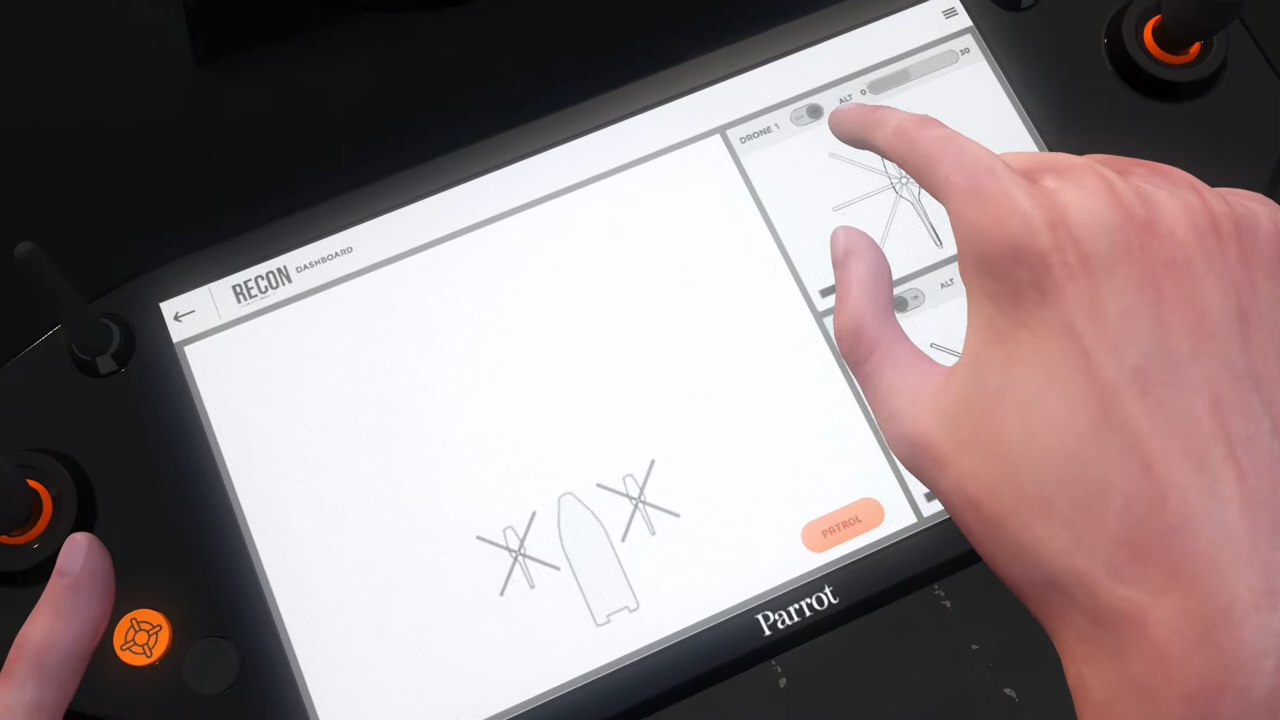 RECON DASHBOARD
DRONE 1
ALT 0 30
ALT
PATROL
Parrot